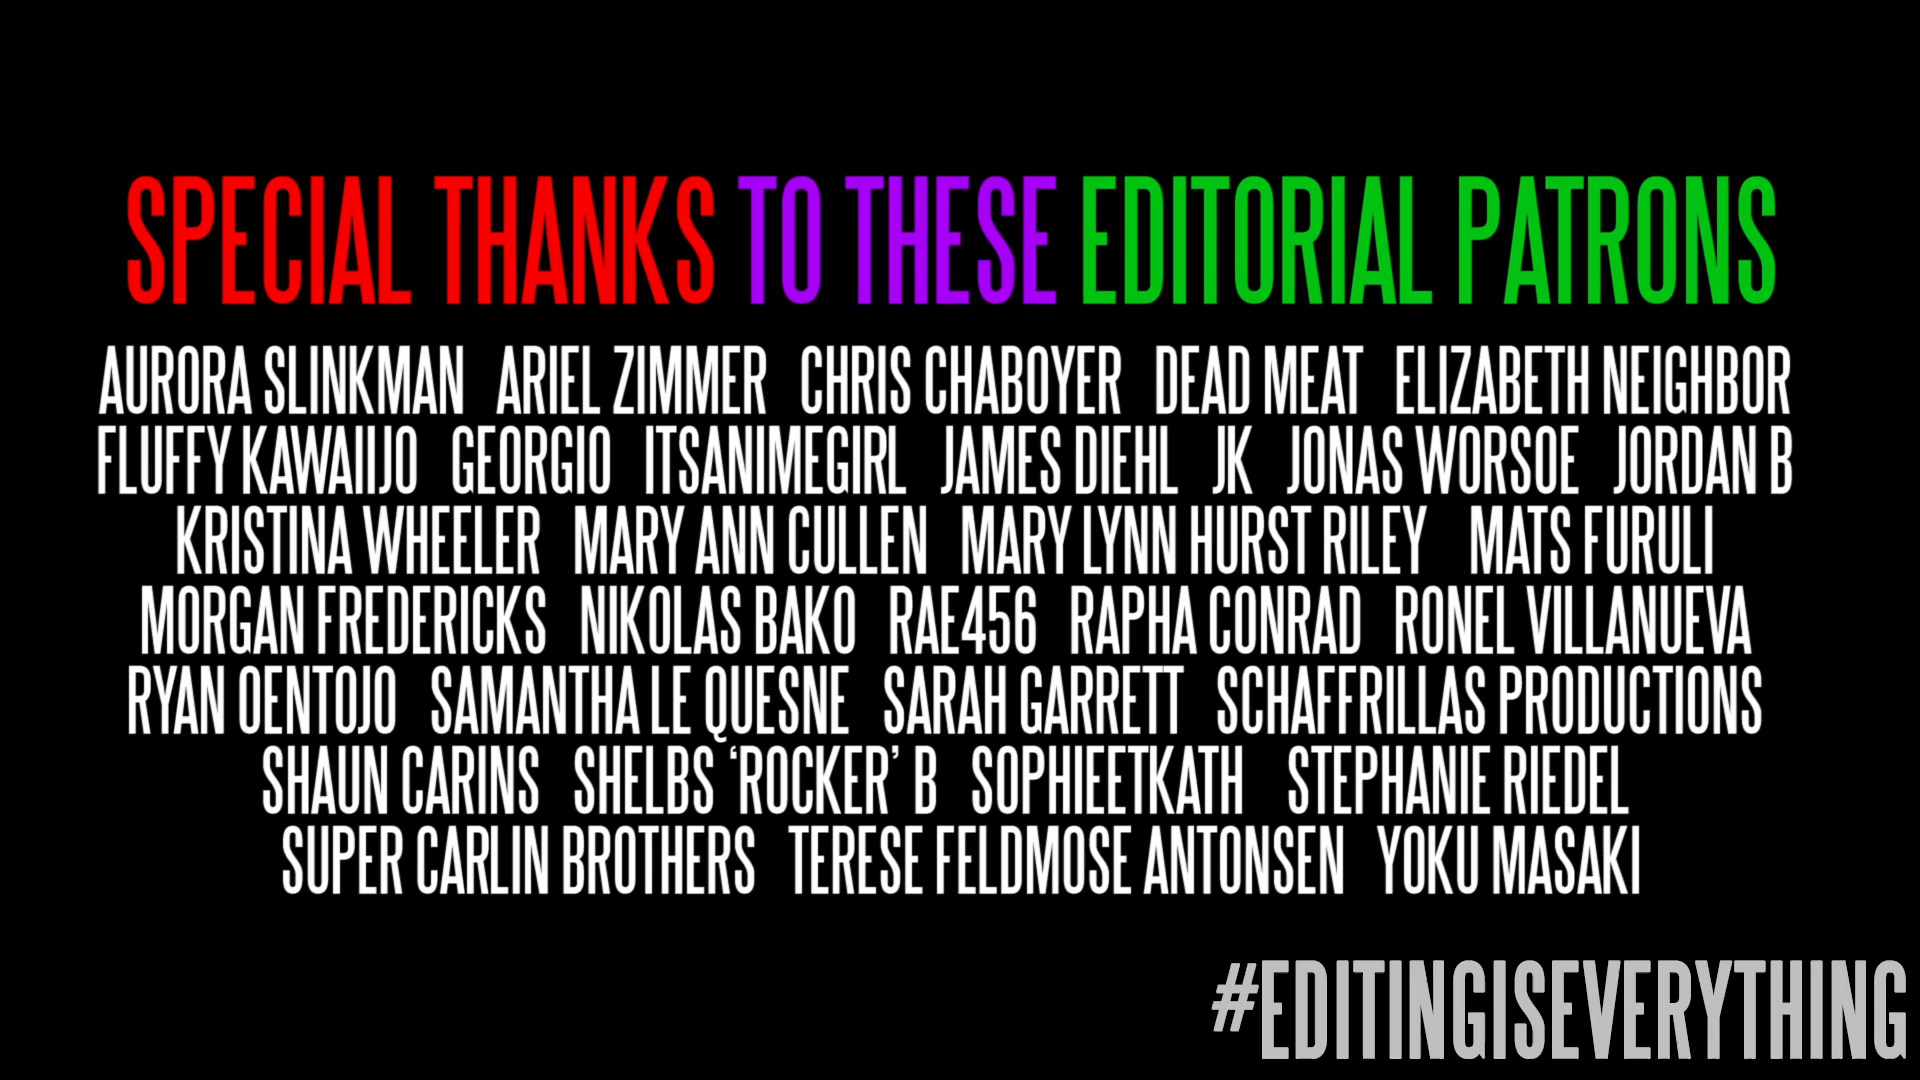 SPECIAL THANKS TO THESE EDITORIAL PATRONS
AURORA SLINKMAN ARIEL ZIMMER CHRIS CHABOYER DEAD MEAT ELIZABETH NEIGHBOR
FLUFFY KAWAIIJO GEORGIO ITSANIMEGIRL JAMES DIEHL JK JONAS WORSOE JORDAN B
KRISTINA WHEELER MARY ANN CULLEN MARY LYNN HURST RILEY MATS FURULI
MORGAN FREDERICKS NIKOLAS BAKO RAE456 RAPHA CONRAD RONEL VILLANUEVA
RYAN OENTOJO SAMANTHA LE QUESNE SARAH GARRETT SCHAFFRILLAS PRODUCTIONS
SHAUN CARINS SHELBS ‘ROCKER’ B SOPHIEETKATH STEPHANIE RIEDEL
SUPER CARLIN BROTHERS TERESE FELDMOSE ANTONSEN YOKU MASAKI
#EDITINGISEVERYTHING